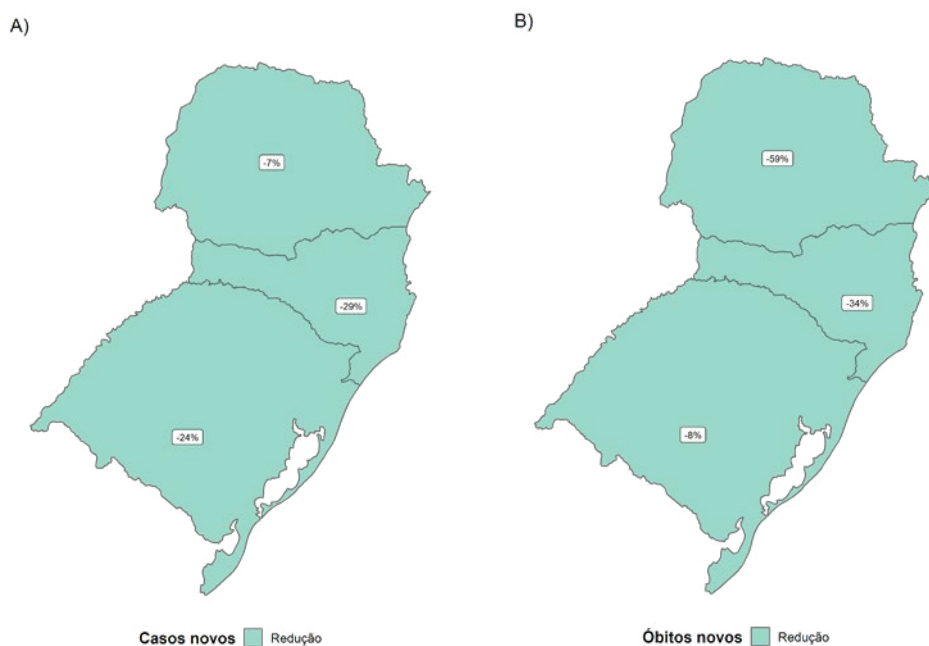 A)
-7%
-29%
-24%
Casos novos Redução
B)
-59%
-34%
-8%
Óbitos novos Redução